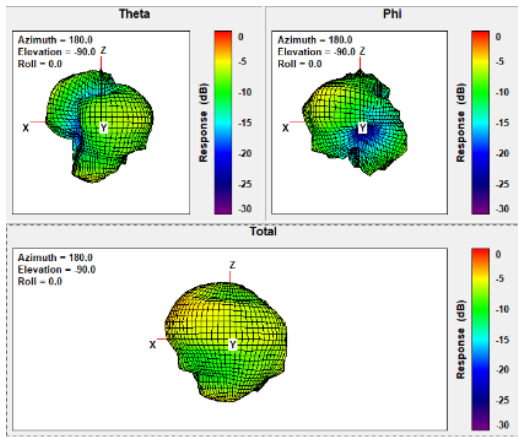 Theta
Azimuth = 180.0
Elevation = -90.0
Roll = 0.0
Z
X
Y
0
-5
-10
-15
-20
-25
-30
Response (dB)
Phi
Azimuth = 180.0
Elevation = -90.0
Roll = 0.0
Z
X
Y
0
-5
-10
-15
-20
-25
-30
Response (dB)
Total
Azimuth = 180.0
Elevation = -90.0
Roll = 0.0
Z
X
Y
0
-5
-10
-15
-20
-25
-30
Response (dB)